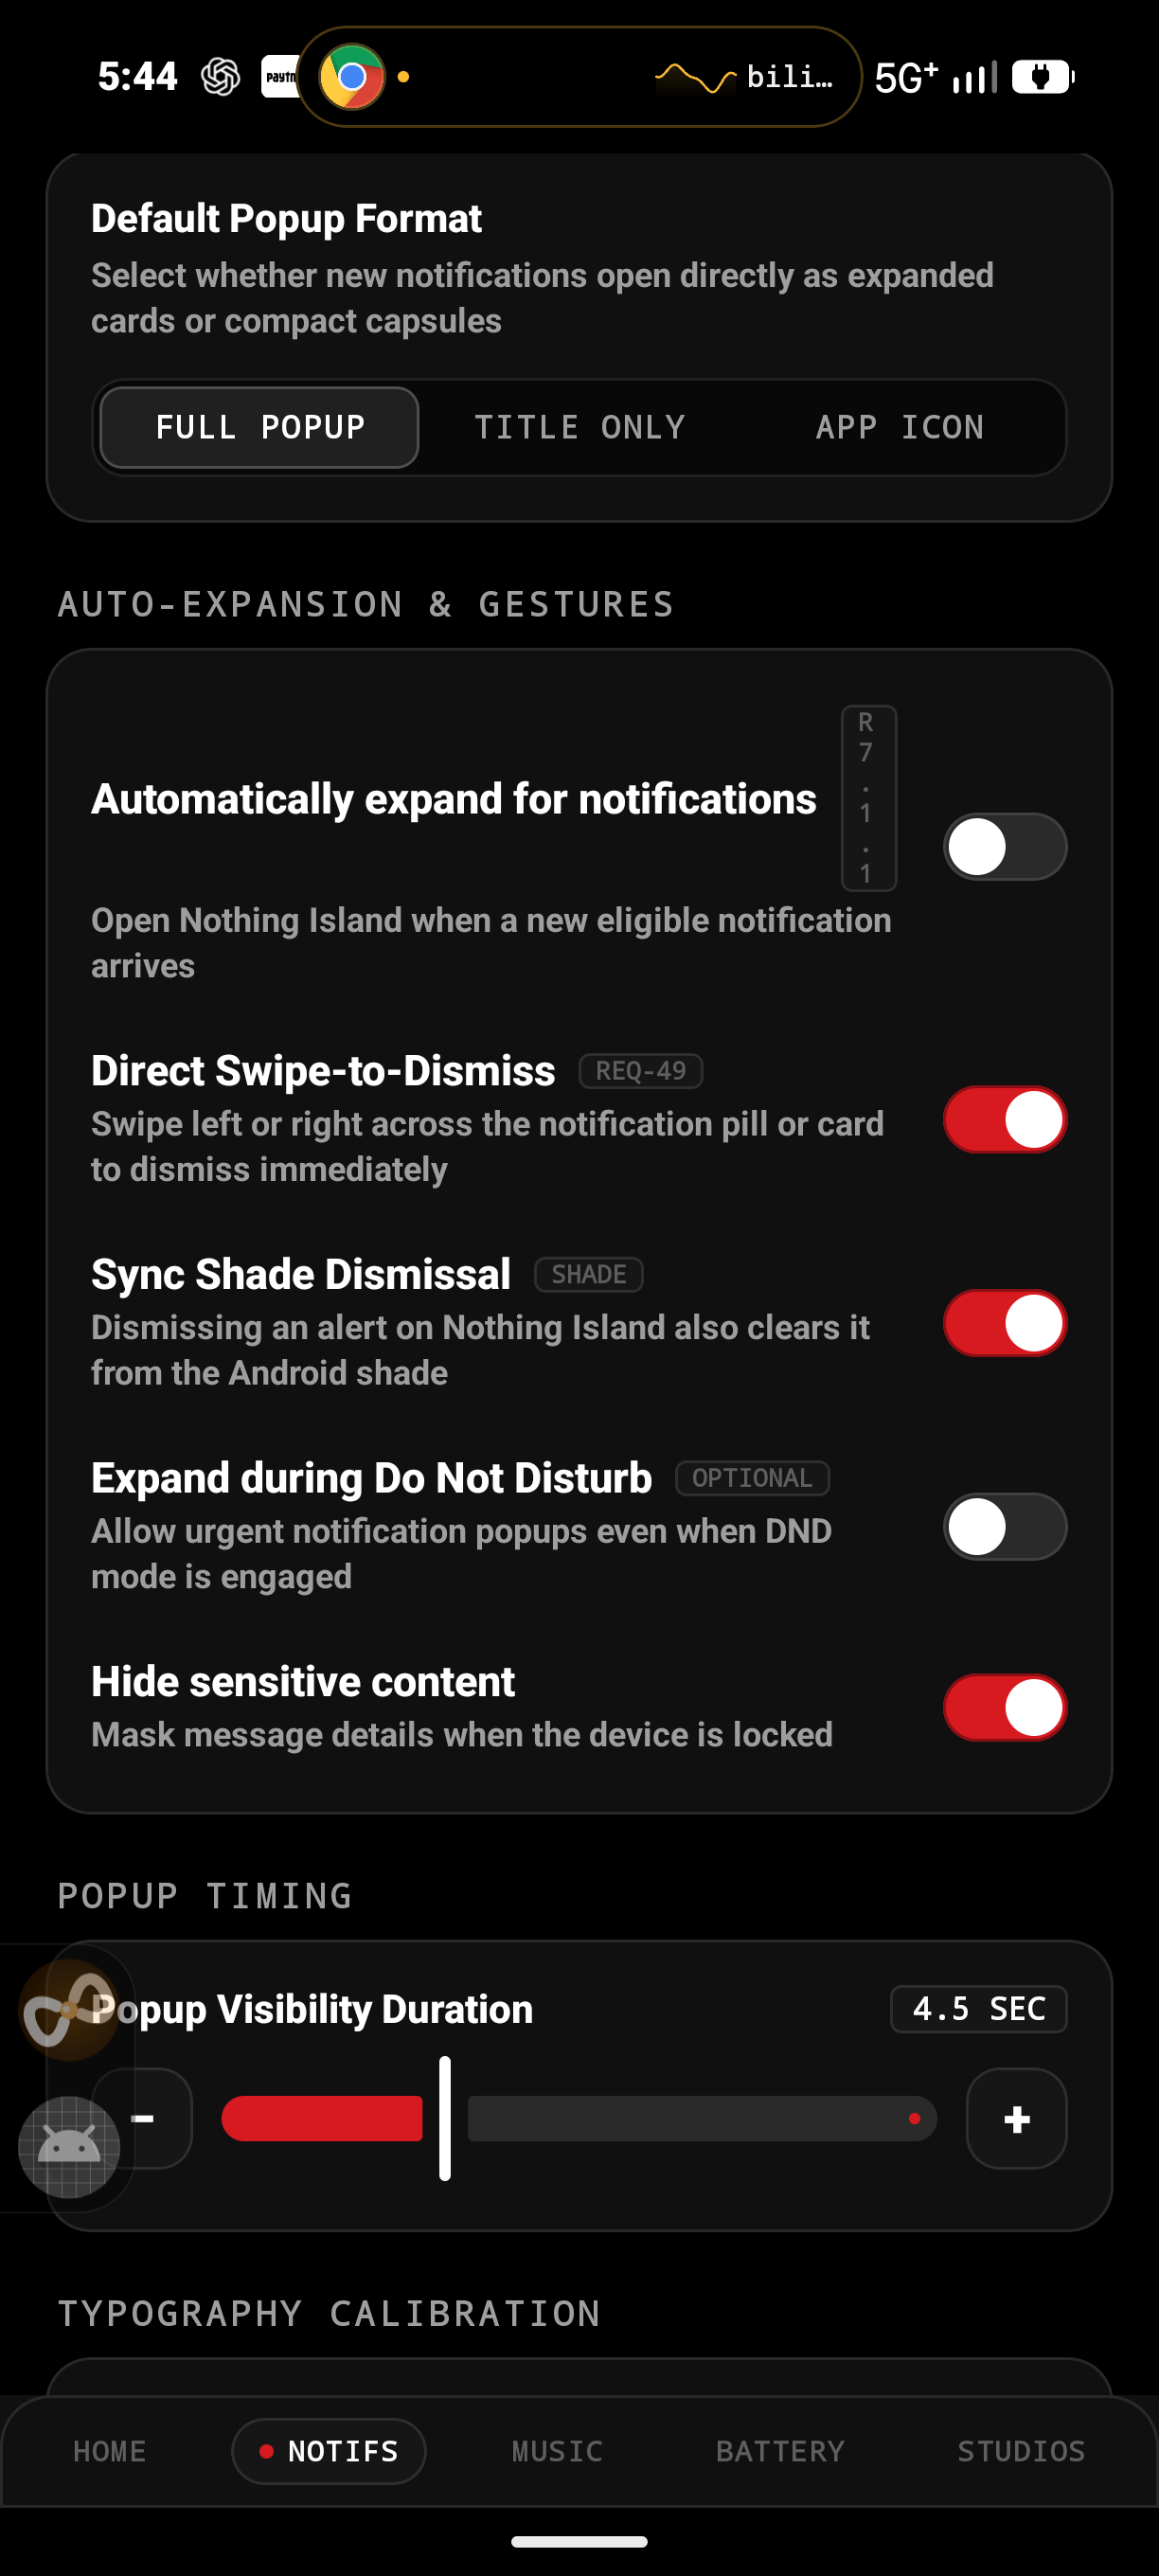 5:44
Paytm
bili...
5G+
Default Popup Format
Select whether new notifications open directly as expanded
cards or compact capsules
FULL POPUP
TITLE ONLY
APP ICON
AUTO-EXPANSION & GESTURES
Automatically expand for notifications
R
7
.
1
.
1
Open Nothing Island when a new eligible notification
arrives
Direct Swipe-to-Dismiss
REQ-49
Swipe left or right across the notification pill or card
to dismiss immediately
Sync Shade Dismissal
SHADE
Dismissing an alert on Nothing Island also clears it
from the Android shade
Expand during Do Not Disturb
OPTIONAL
Allow urgent notification popups even when DND
mode is engaged
Hide sensitive content
Mask message details when the device is locked
POPUP TIMING
Popup Visibility Duration
4.5 SEC
-
+
TYPOGRAPHY CALIBRATION
HOME
NOTIFS
MUSIC
BATTERY
STUDIOS